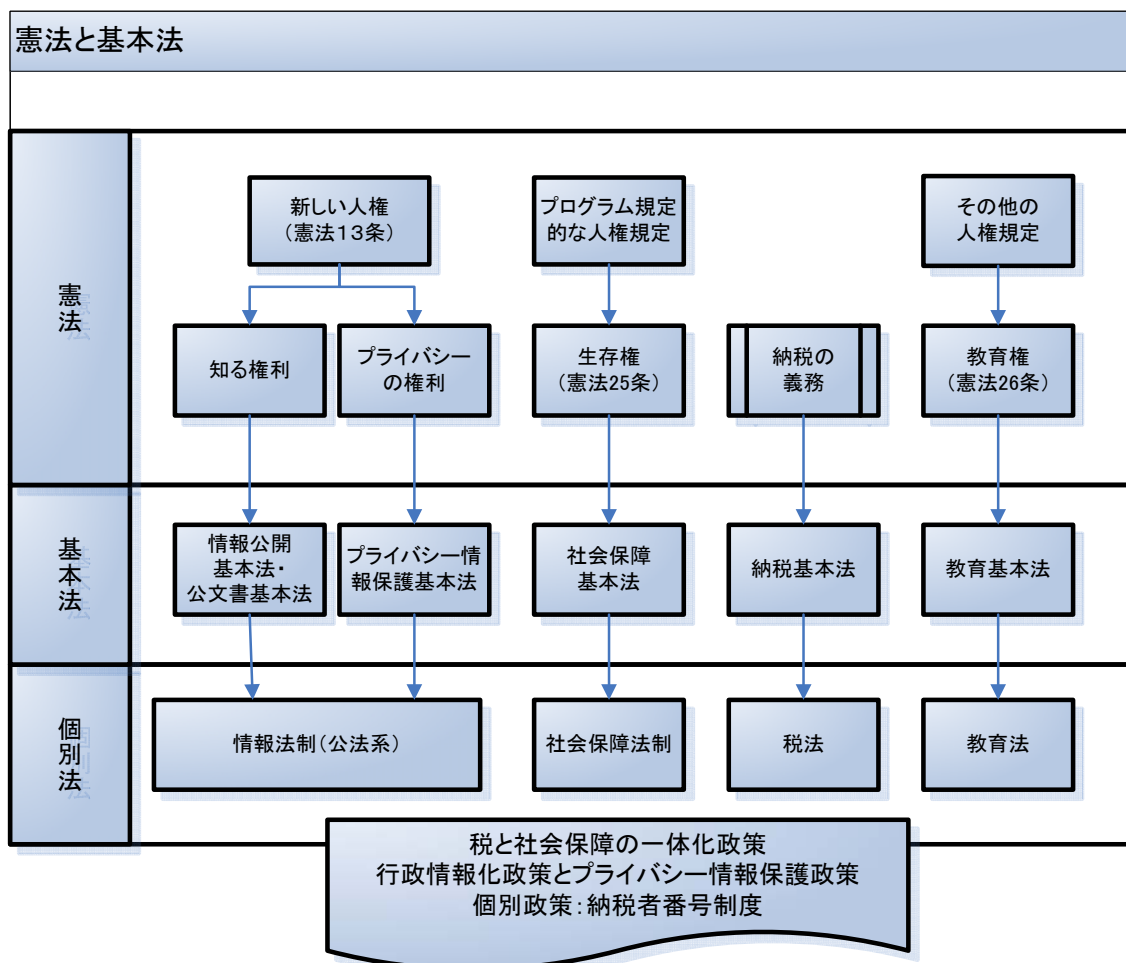 憲法と基本法
憲法
新しい人権
（憲法１３条）
プログラム規定
的な人権規定
その他の
人権規定
知る権利
プライバシー
の権利
生存権
（憲法25条）
納税の
義務
教育権
（憲法26条）
基本法
情報公開
基本法・
公文書基本法
プライバシー情
報保護基本法
社会保障
基本法
納税基本法
教育基本法
個別法
情報法制（公法系）
社会保障法制
税法
教育法
税と社会保障の一体化政策
行政情報化政策とプライバシー情報保護政策
個別政策：納税者番号制度